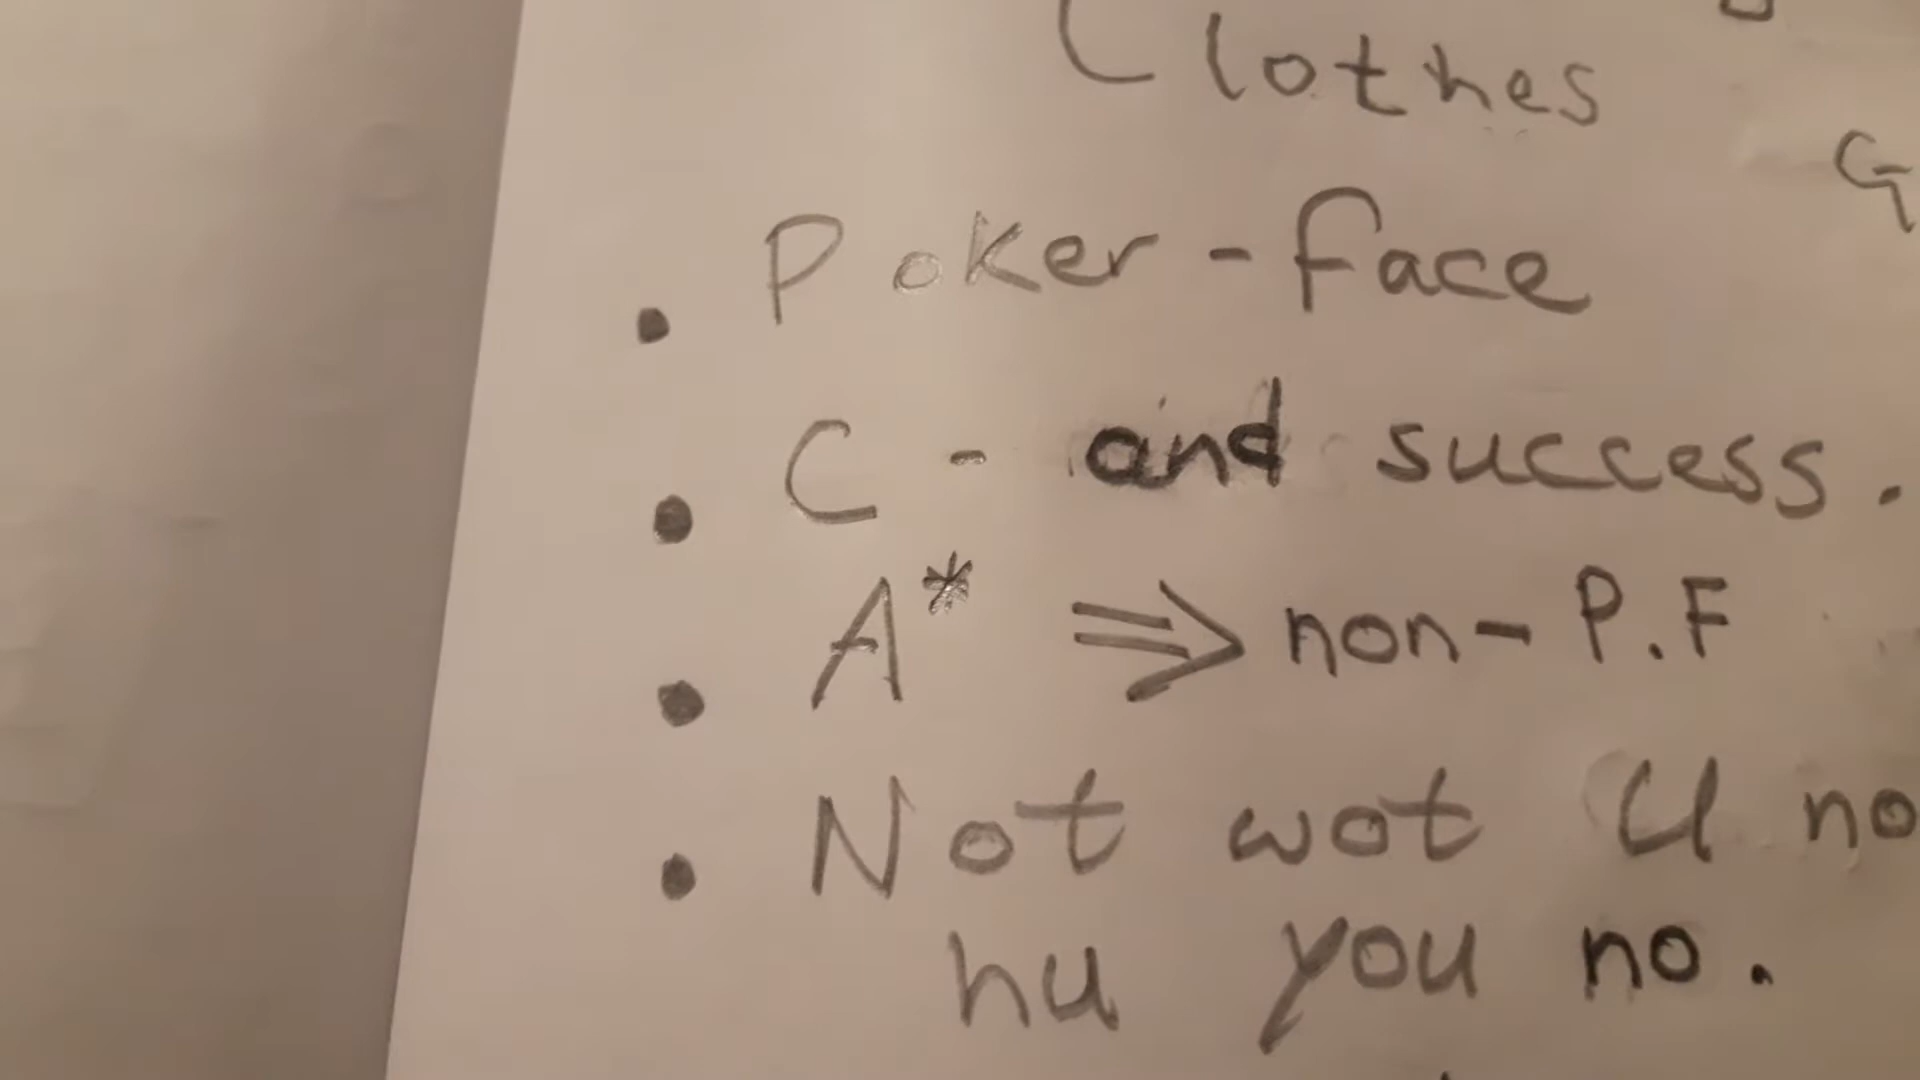 Clothes
• Poker-face
• C - and success.
• A* ⇒ non-P.F
• Not wot U no
hu you no.